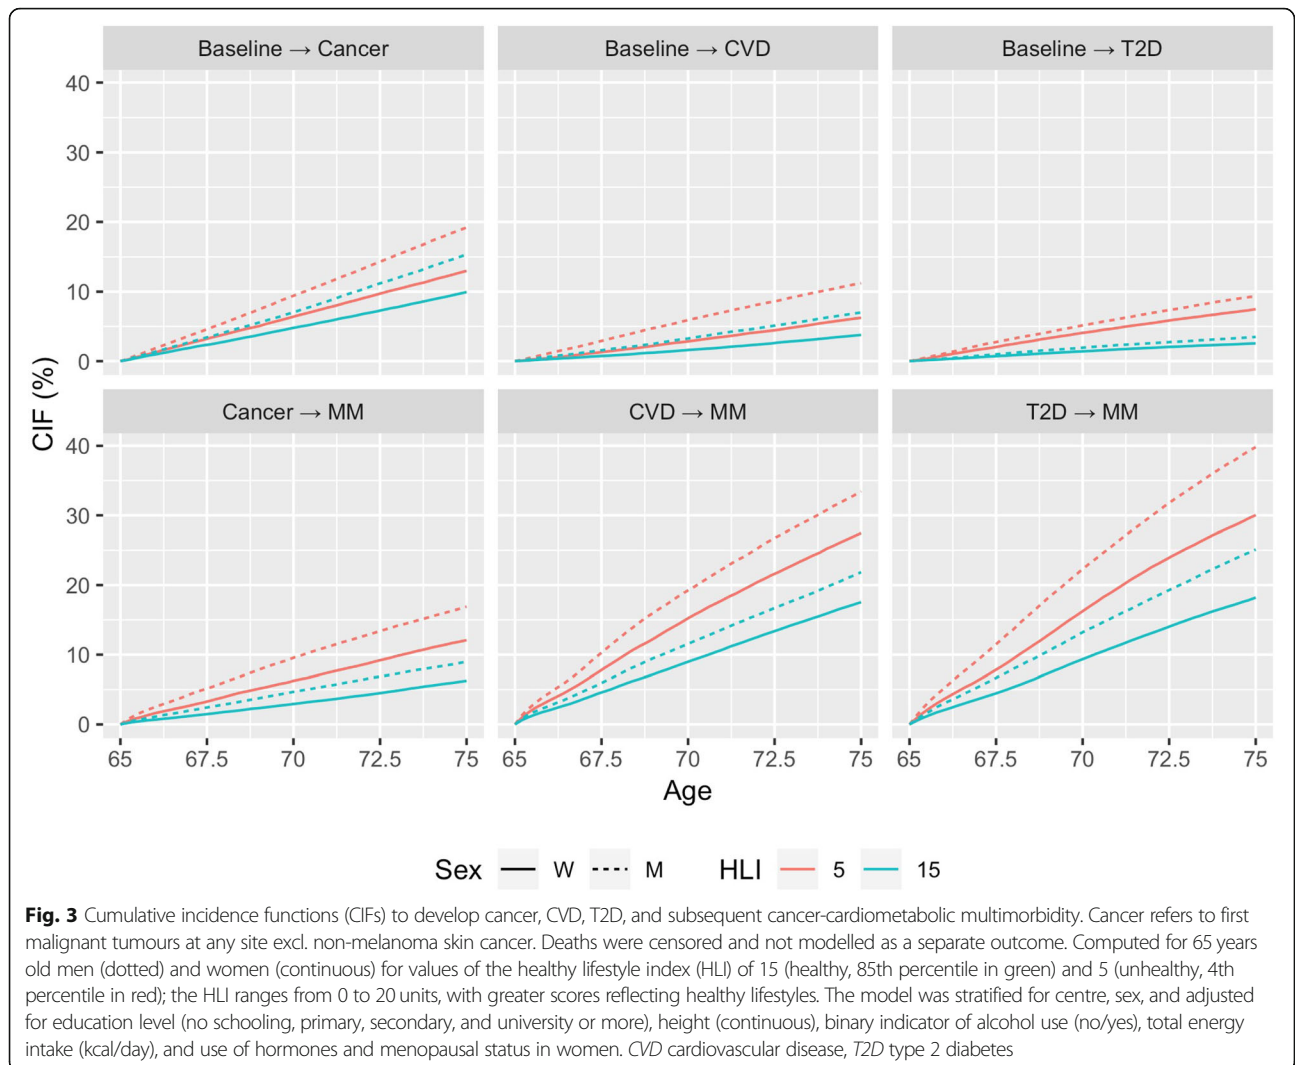 Baseline → Cancer
Baseline → CVD
Baseline → T2D
40
30
20
10
0
CIF (%)
Cancer → MM
CVD → MM
T2D → MM
40
30
20
10
0
65 67.5 70 72.5 75
65 67.5 70 72.5 75
65 67.5 70 72.5 75
Age
Sex W M HLI 5 15
Fig. 3 Cumulative incidence functions (CIFs) to develop cancer, CVD, T2D, and subsequent cancer-cardiometabolic multimorbidity. Cancer refers to first
malignant tumours at any site excl. non-melanoma skin cancer. Deaths were censored and not modelled as a separate outcome. Computed for 65 years
old men (dotted) and women (continuous) for values of the healthy lifestyle index (HLI) of 15 (healthy, 85th percentile in green) and 5 (unhealthy, 4th
percentile in red); the HLI ranges from 0 to 20 units, with greater scores reflecting healthy lifestyles. The model was stratified for centre, sex, and adjusted
for education level (no schooling, primary, secondary, and university or more), height (continuous), binary indicator of alcohol use (no/yes), total energy
intake (kcal/day), and use of hormones and menopausal status in women. CVD cardiovascular disease, T2D type 2 diabetes